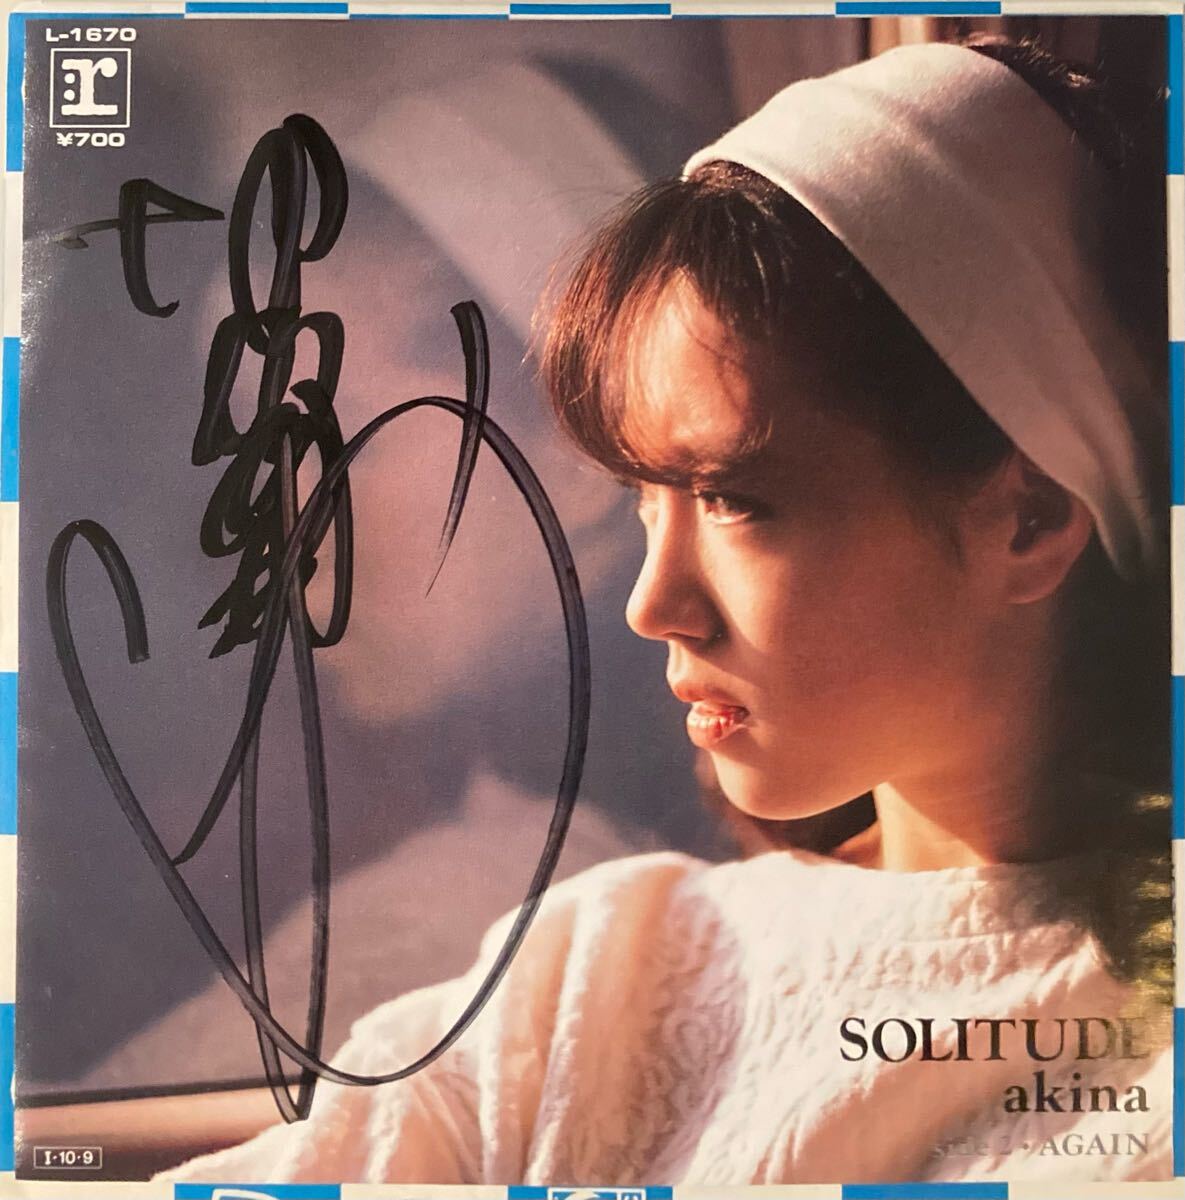 L-1670
r
¥700
SOLITUDE
akina
side 2・AGAIN
I・10・9